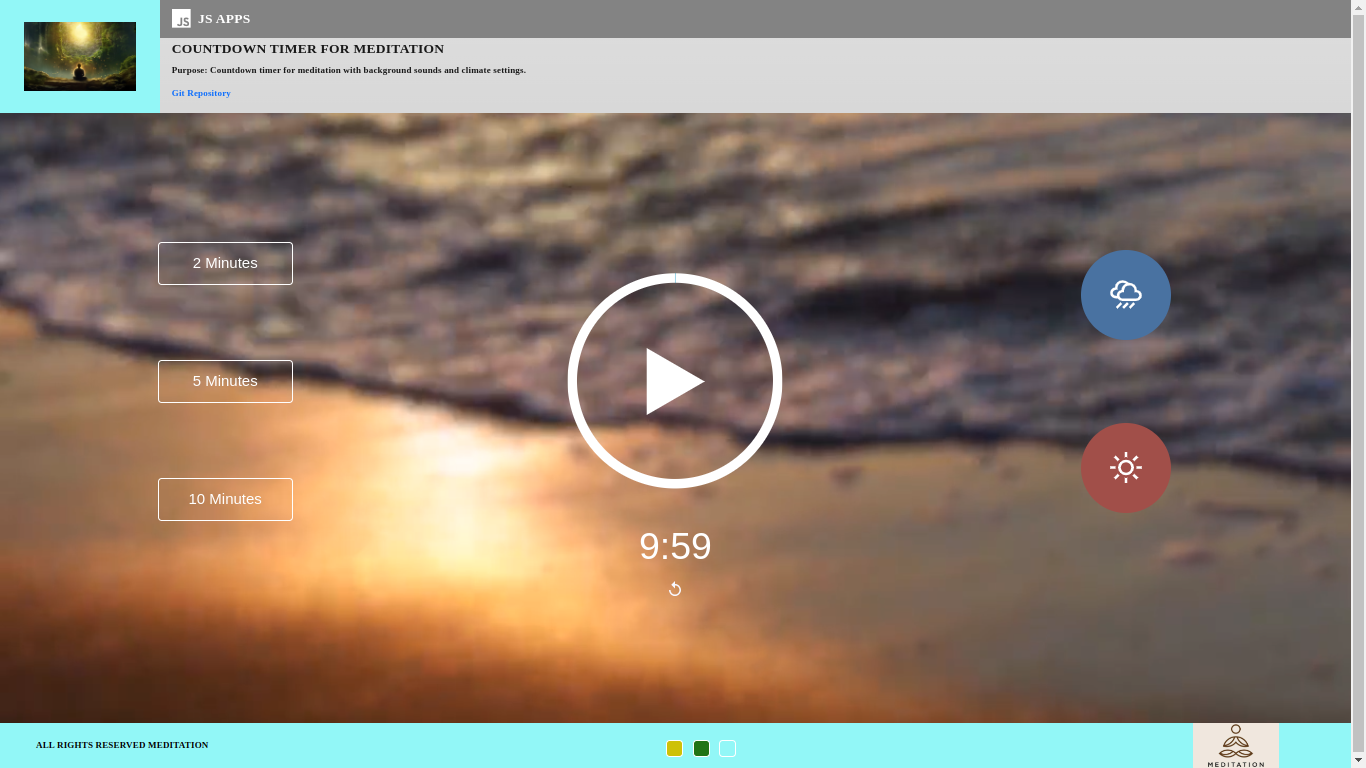 JS JS APPS
COUNTDOWN TIMER FOR MEDITATION
Purpose: Countdown timer for meditation with background sounds and climate settings.
Git Repository
2 Minutes
5 Minutes
10 Minutes
9:59
ALL RIGHTS RESERVED MEDITATION
MEDITATION